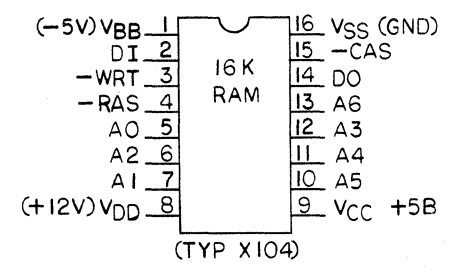 (-5V) VBB 1 16 VSS (GND)
DI 2 15 -CAS
16K
-WRT 3 14 DO
RAM
-RAS 4 13 A6
A0 5 12 A3
A2 6 11 A4
A1 7 10 A5
(+12V) VDD 8 9 VCC +5B
(TYP X104)